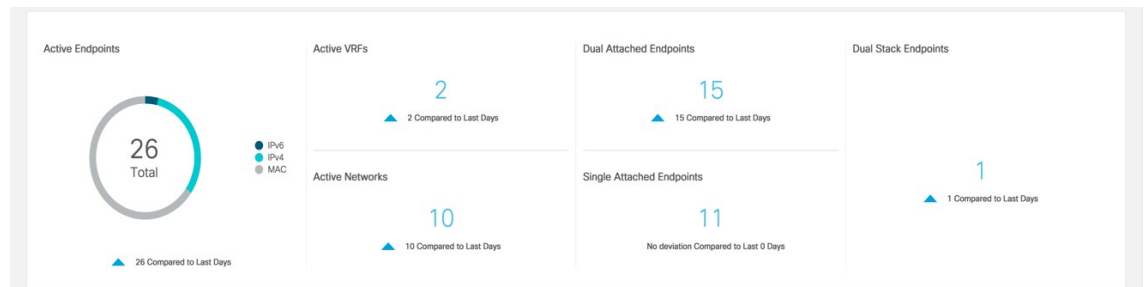 Active Endpoints
26
Total
IPv6
IPv4
MAC
26 Compared to Last Days
Active VRFs
2
2 Compared to Last Days
Active Networks
10
10 Compared to Last Days
Dual Attached Endpoints
15
15 Compared to Last Days
Single Attached Endpoints
11
No deviation Compared to Last 0 Days
Dual Stack Endpoints
1
1 Compared to Last Days